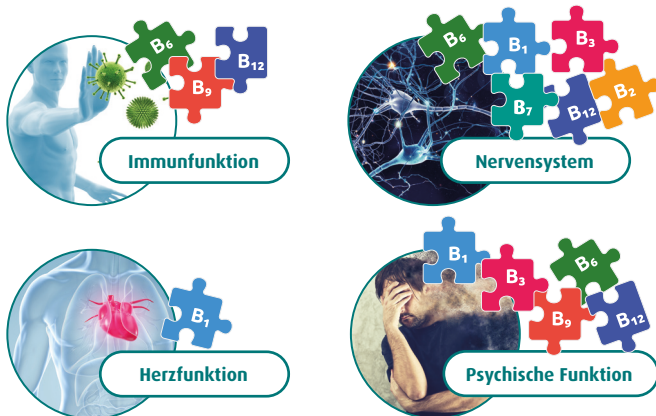 B₆
B₉
B₁₂
Immunfunktion
B₆
B₁
B₃
B₇
B₁₂
B₂
Nervensystem
B₁
Herzfunktion
B₁
B₃
B₆
B₉
B₁₂
Psychische Funktion